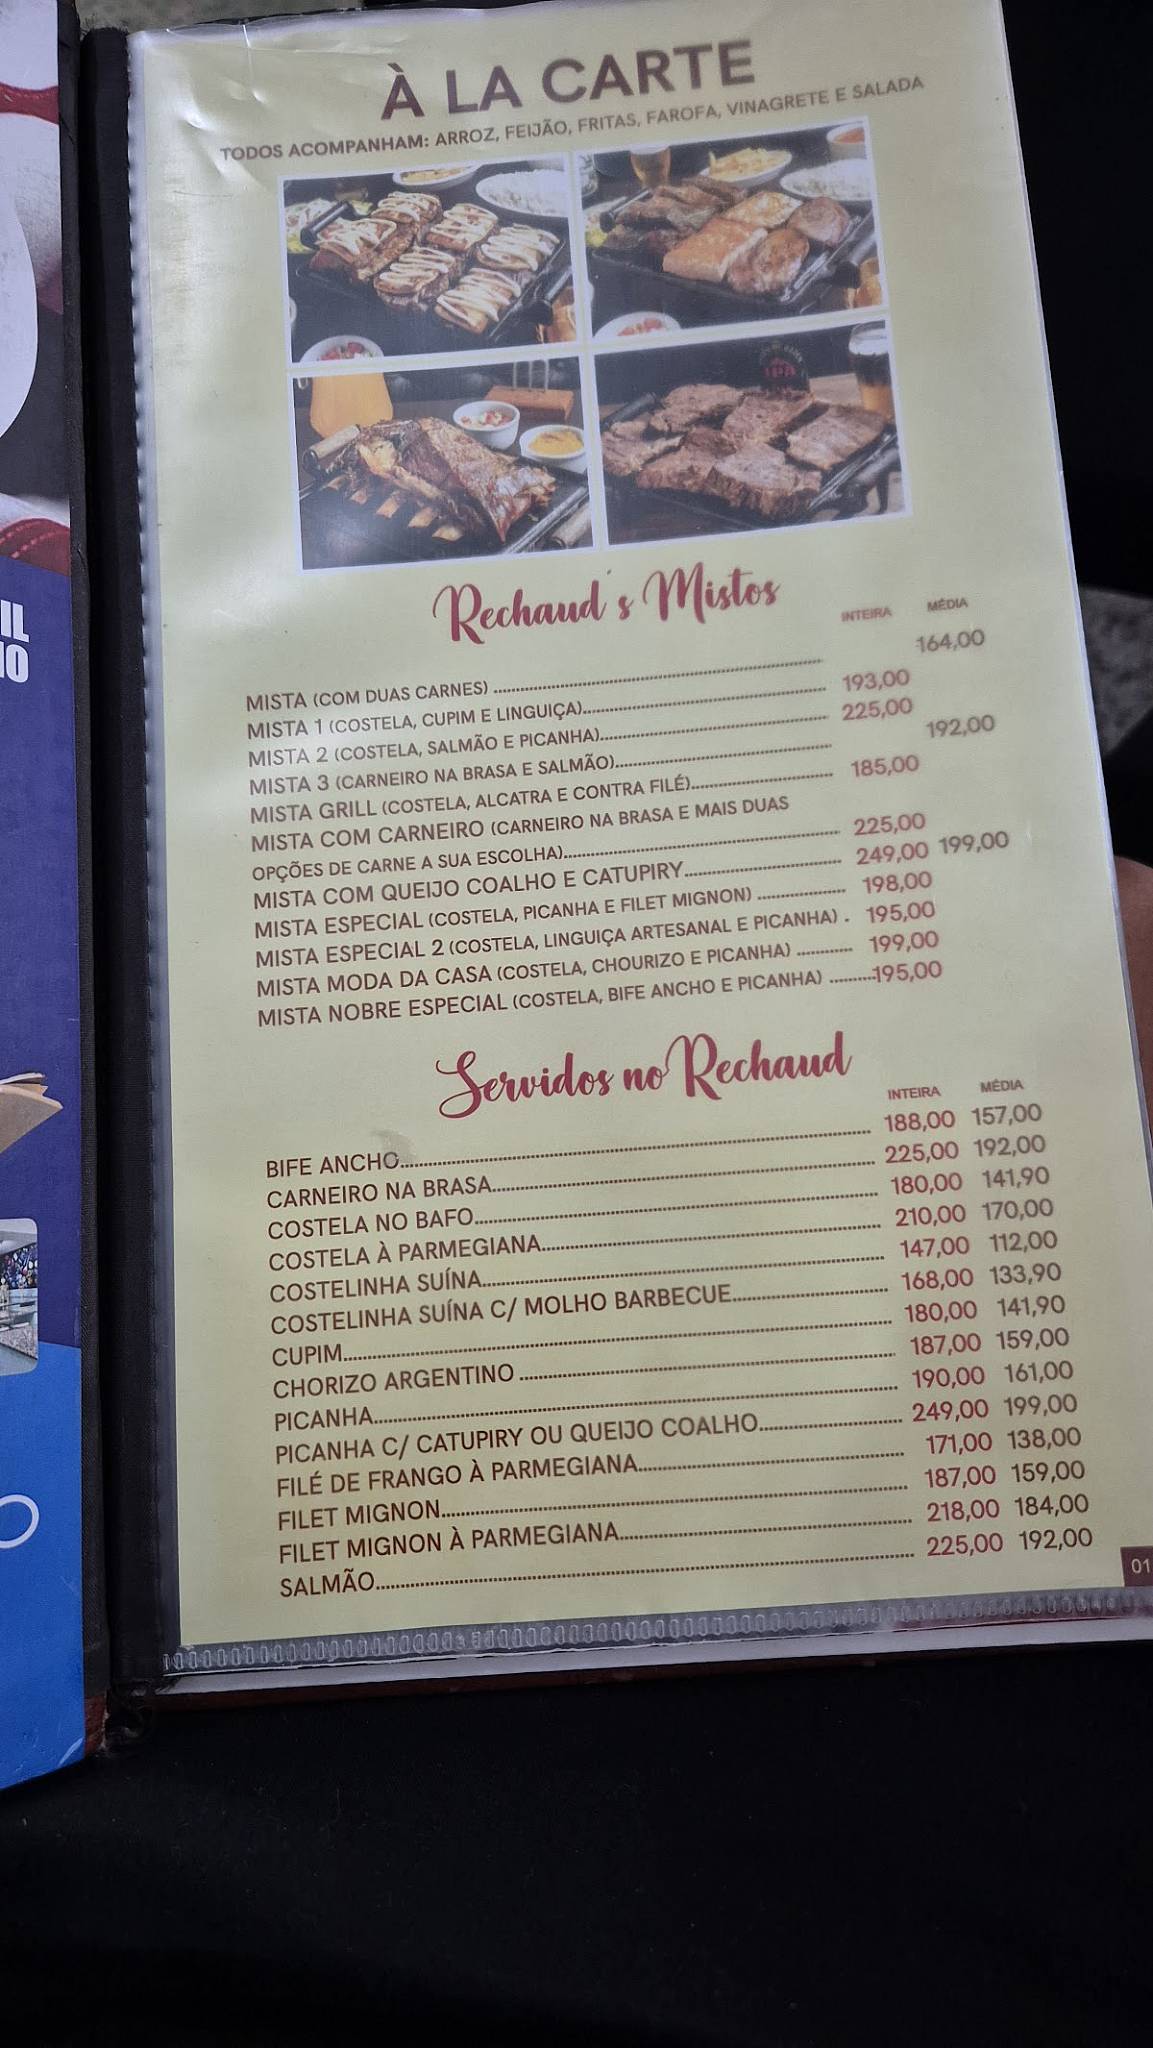 IL
IO
À LA CARTE
TODOS ACOMPANHAM: ARROZ, FEIJÃO, FRITAS, FAROFA, VINAGRETE E SALADA
IPA
Rechaud's Mistos
INTEIRA MÉDIA
MISTA (COM DUAS CARNES) 164,00
MISTA 1 (COSTELA, CUPIM E LINGUIÇA) 193,00
MISTA 2 (COSTELA, SALMÃO E PICANHA) 225,00
MISTA 3 (CARNEIRO NA BRASA E SALMÃO) 192,00
MISTA GRILL (COSTELA, ALCATRA E CONTRA FILÉ) 185,00
MISTA COM CARNEIRO (CARNEIRO NA BRASA E MAIS DUAS
OPÇÕES DE CARNE A SUA ESCOLHA) 225,00
MISTA COM QUEIJO COALHO E CATUPIRY 249,00 199,00
MISTA ESPECIAL (COSTELA, PICANHA E FILET MIGNON) 198,00
MISTA ESPECIAL 2 (COSTELA, LINGUIÇA ARTESANAL E PICANHA) . 195,00
MISTA MODA DA CASA (COSTELA, CHOURIZO E PICANHA) 199,00
MISTA NOBRE ESPECIAL (COSTELA, BIFE ANCHO E PICANHA) 195,00
Servidos no Rechaud
INTEIRA MÉDIA
BIFE ANCHO 188,00 157,00
CARNEIRO NA BRASA 225,00 192,00
COSTELA NO BAFO 180,00 141,90
COSTELA À PARMEGIANA 210,00 170,00
COSTELINHA SUÍNA 147,00 112,00
COSTELINHA SUÍNA C/ MOLHO BARBECUE 168,00 133,90
CUPIM 180,00 141,90
CHORIZO ARGENTINO 187,00 159,00
PICANHA 190,00 161,00
PICANHA C/ CATUPIRY OU QUEIJO COALHO 249,00 199,00
FILÉ DE FRANGO À PARMEGIANA 171,00 138,00
FILET MIGNON 187,00 159,00
FILET MIGNON À PARMEGIANA 218,00 184,00
SALMÃO 225,00 192,00
01